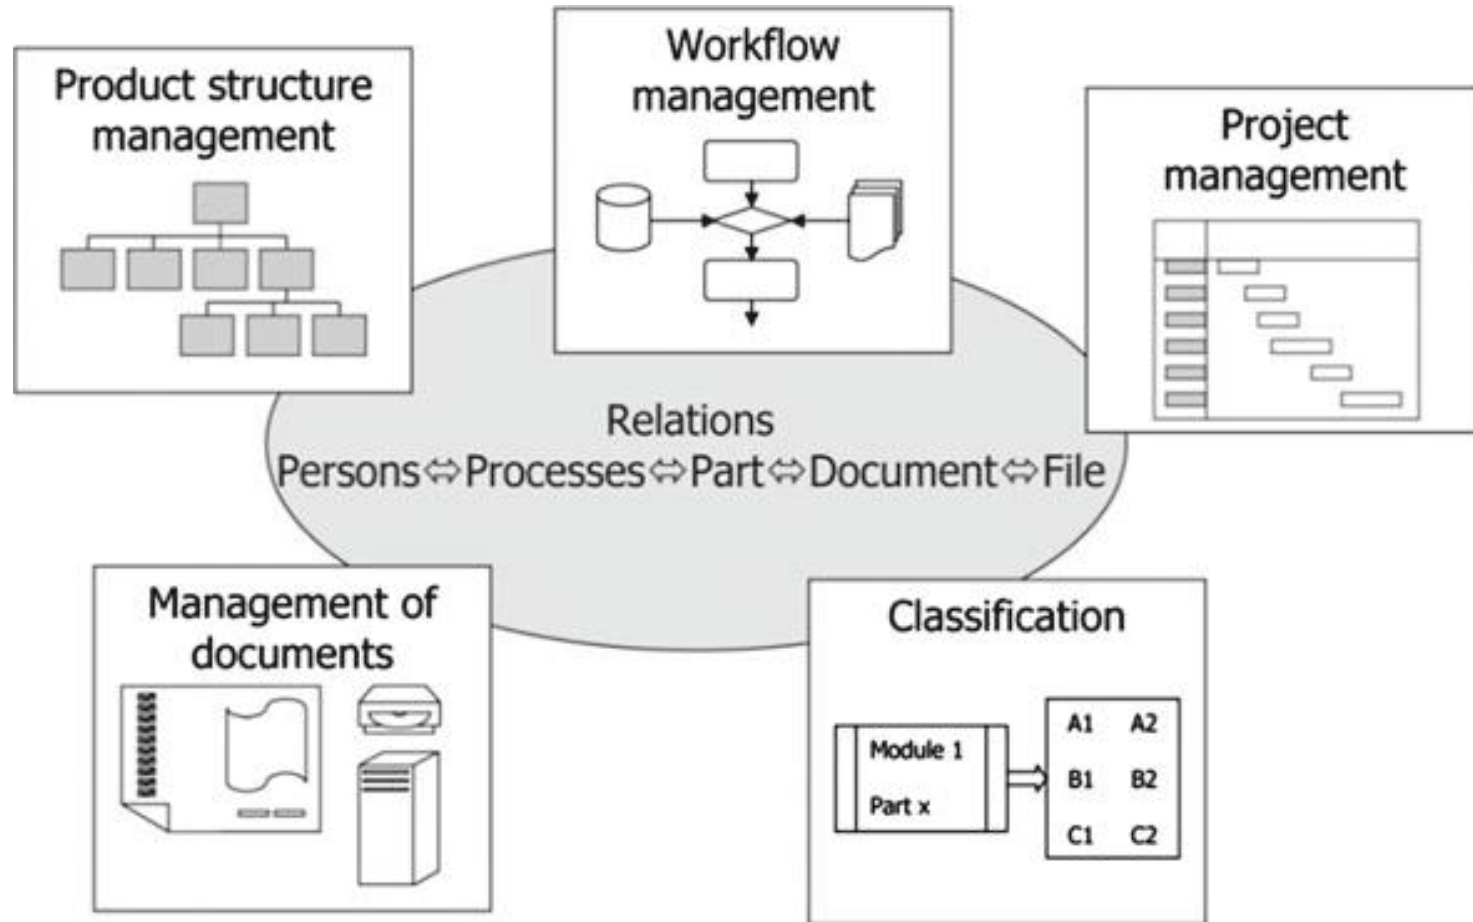 Product structure
management
Workflow
management
Project
management
Relations
Persons⇔Processes⇔Part⇔Document⇔File
Management of
documents
Classification
Module 1
Part x
A1 A2
B1 B2
C1 C2